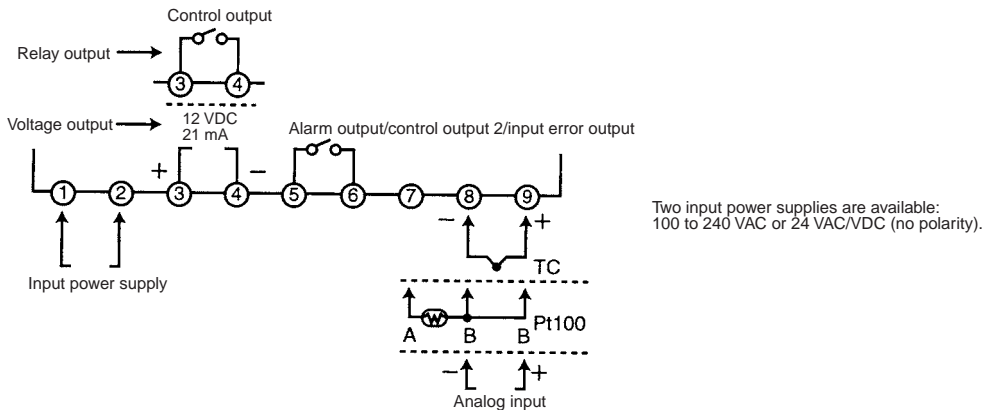 Control output
Relay output
3 4
Voltage output
12 VDC
21 mA
Alarm output/control output 2/input error output
+ −
1 2 3 4 5 6 7 8 9
− +
Two input power supplies are available:
100 to 240 VAC or 24 VAC/VDC (no polarity).
TC
Input power supply
Pt100
A B B
− +
Analog input